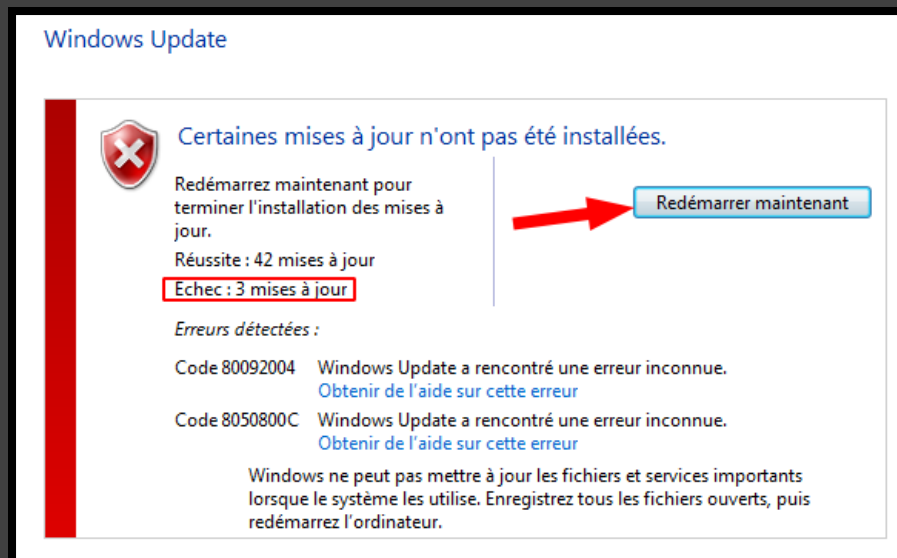 Windows Update
Certaines mises à jour n'ont pas été installées.
Redémarrez maintenant pour
terminer l'installation des mises à
jour.
Redémarrer maintenant
Réussite : 42 mises à jour
Echec : 3 mises à jour
Erreurs détectées :
Code 80092004 Windows Update a rencontré une erreur inconnue.
Obtenir de l'aide sur cette erreur
Code 8050800C Windows Update a rencontré une erreur inconnue.
Obtenir de l'aide sur cette erreur
Windows ne peut pas mettre à jour les fichiers et services importants
lorsque le système les utilise. Enregistrez tous les fichiers ouverts, puis
redémarrez l'ordinateur.